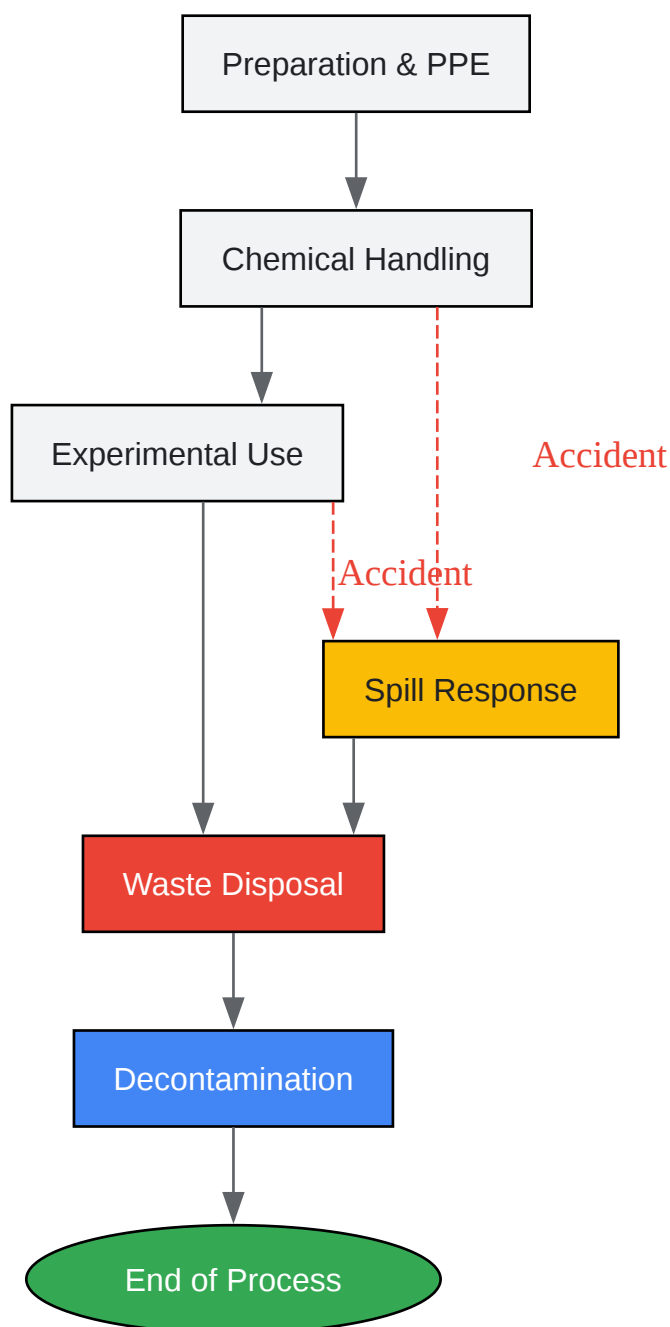 Preparation & PPE
Chemical Handling
Experimental Use
Accident
Accident
Spill Response
Waste Disposal
Decontamination
End of Process